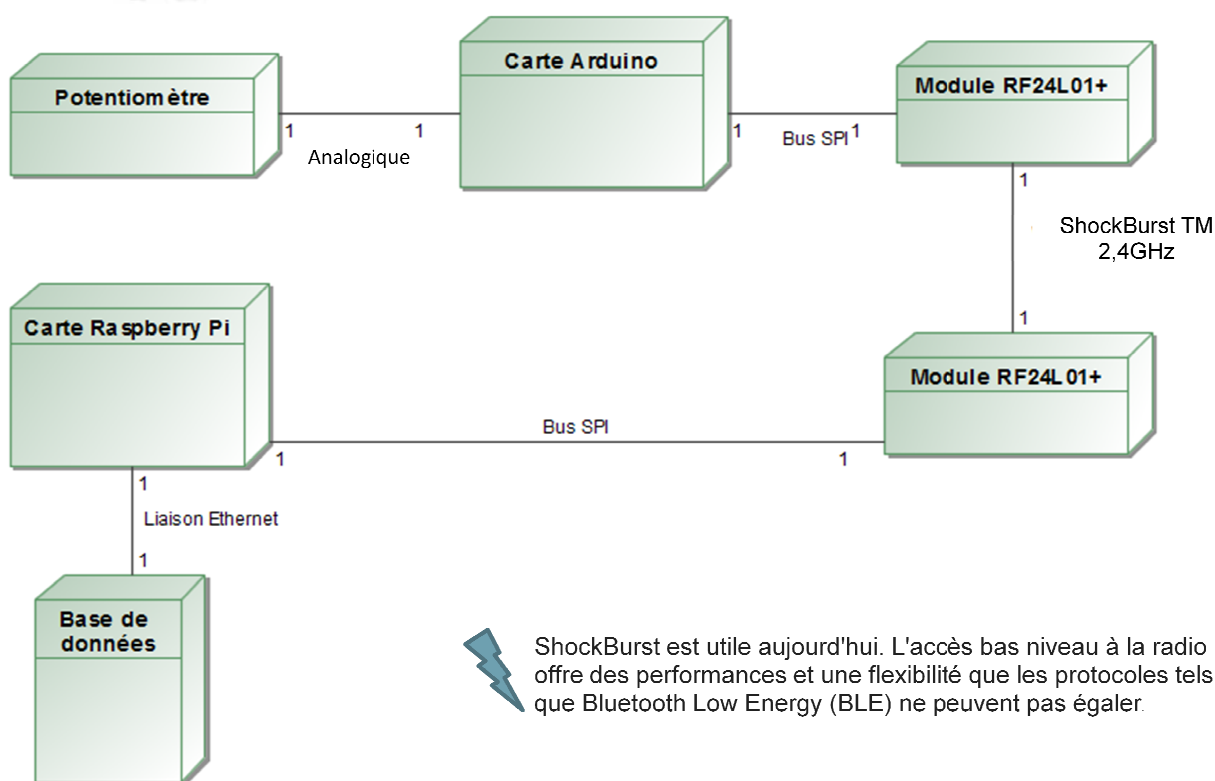 Potentiomètre
Carte Arduino
Module RF24L01+
1
Analogique
1
1
Bus SPI
1
1
ShockBurst TM
2,4GHz
1
Carte Raspberry Pi
Module RF24L01+
Bus SPI
1
1
1
Liaison Ethernet
1
Base de
données
ShockBurst est utile aujourd'hui. L'accès bas niveau à la radio
offre des performances et une flexibilité que les protocoles tels
que Bluetooth Low Energy (BLE) ne peuvent pas égaler.